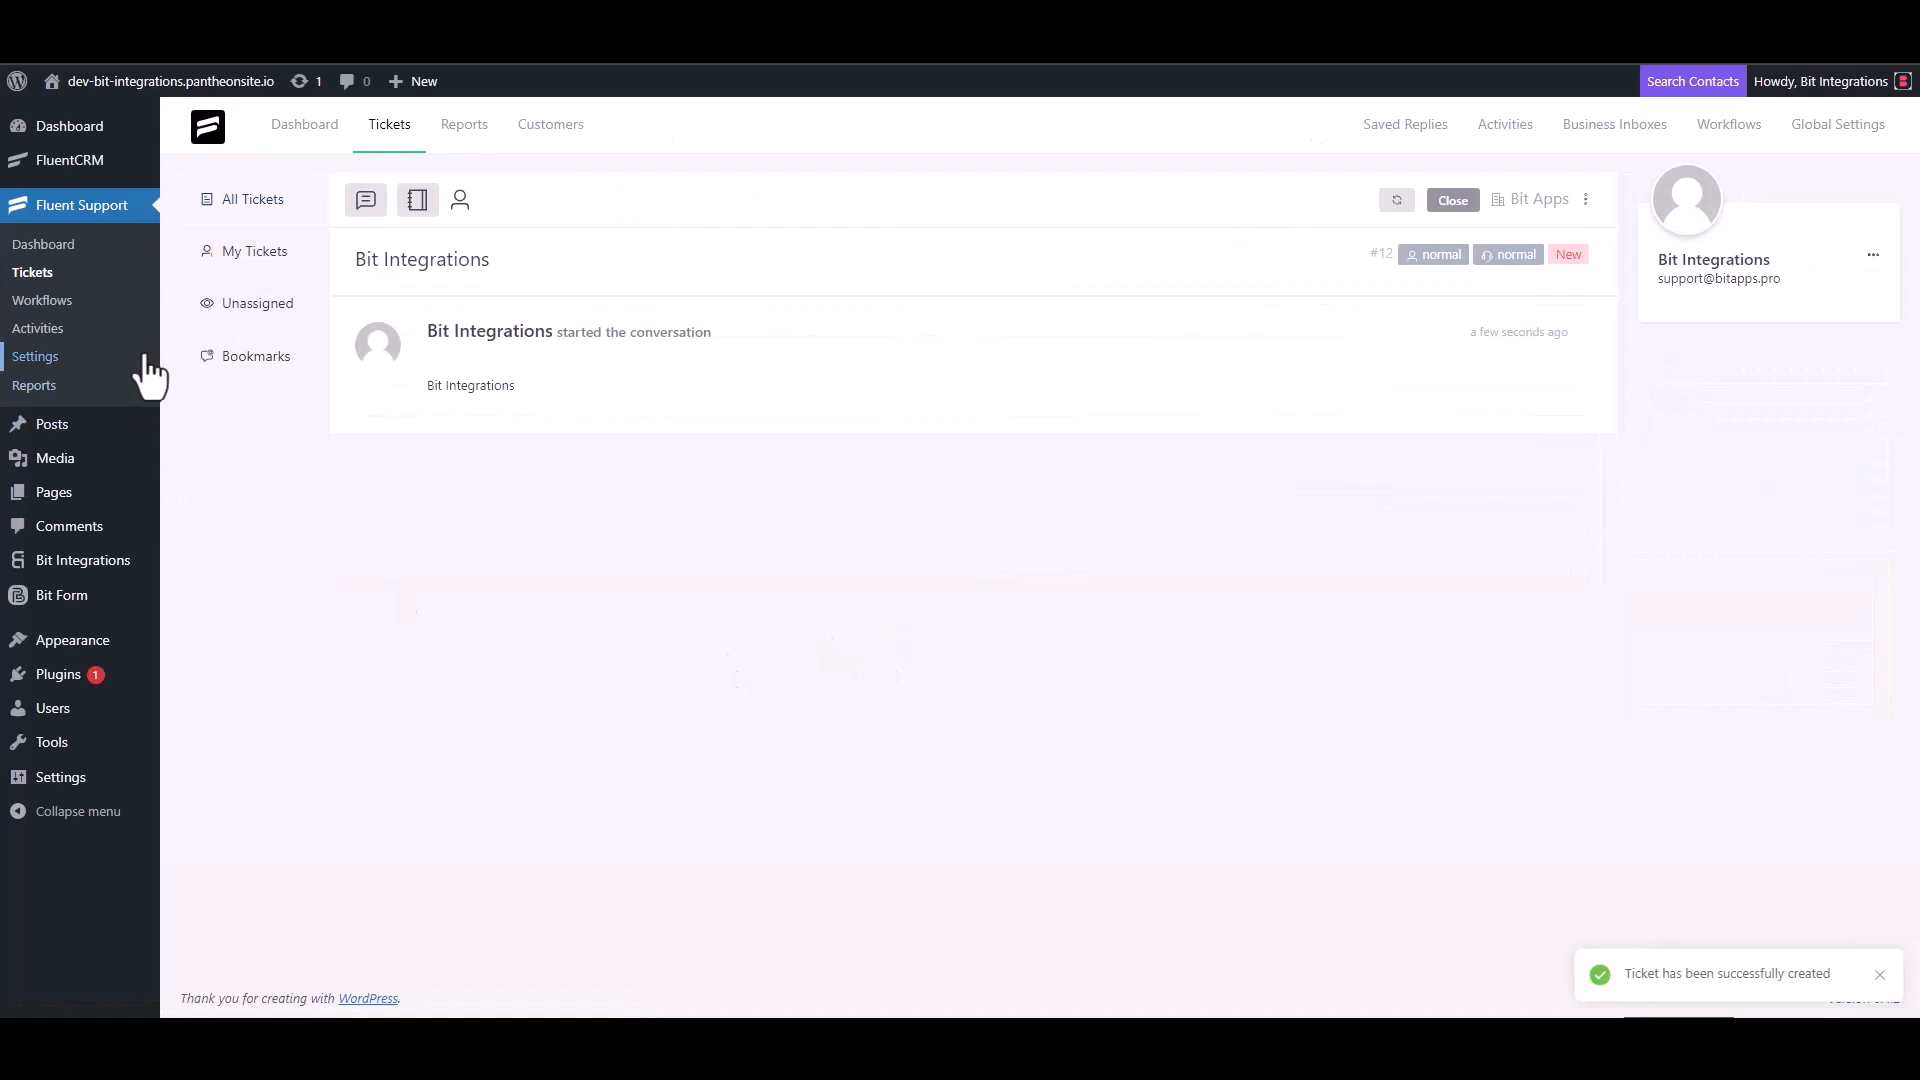 dev-bit-integrations.pantheonsite.io 1 0 New Search Contacts Howdy, Bit Integrations
Dashboard
FluentCRM
Fluent Support
Dashboard
Tickets
Workflows
Activities
Settings
Reports
Posts
Media
Pages
Comments
Bit Integrations
Bit Form
Appearance
Plugins 1
Users
Tools
Settings
Collapse menu
Dashboard Tickets Reports Customers Saved Replies Activities Business Inboxes Workflows Global Settings
All Tickets
My Tickets
Unassigned
Bookmarks
Close Bit Apps
Bit Integrations #12 normal normal New
Bit Integrations started the conversation a few seconds ago
Bit Integrations
Bit Integrations
support@bitapps.pro
Ticket has been successfully created
Thank you for creating with WordPress.